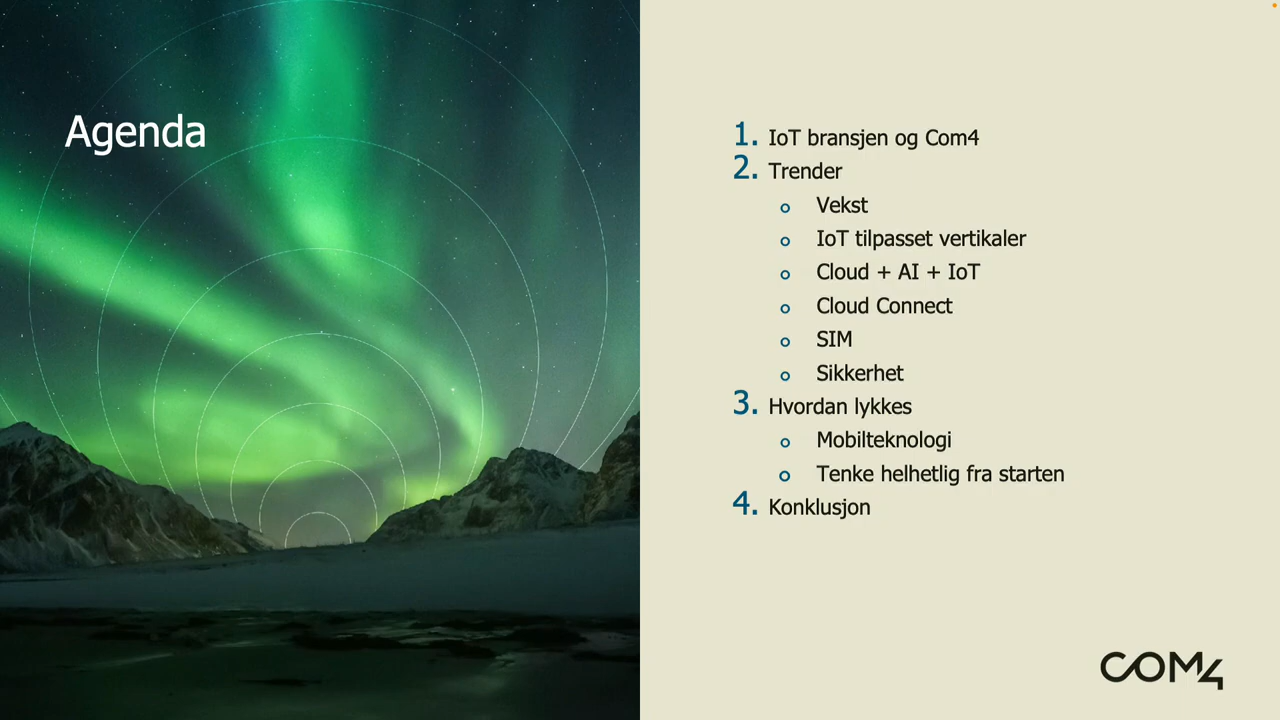 Agenda
1. IoT bransjen og Com4
2. Trender
Vekst
IoT tilpasset vertikaler
Cloud + AI + IoT
Cloud Connect
SIM
Sikkerhet
3. Hvordan lykkes
Mobilteknologi
Tenke helhetlig fra starten
4. Konklusjon
COM4